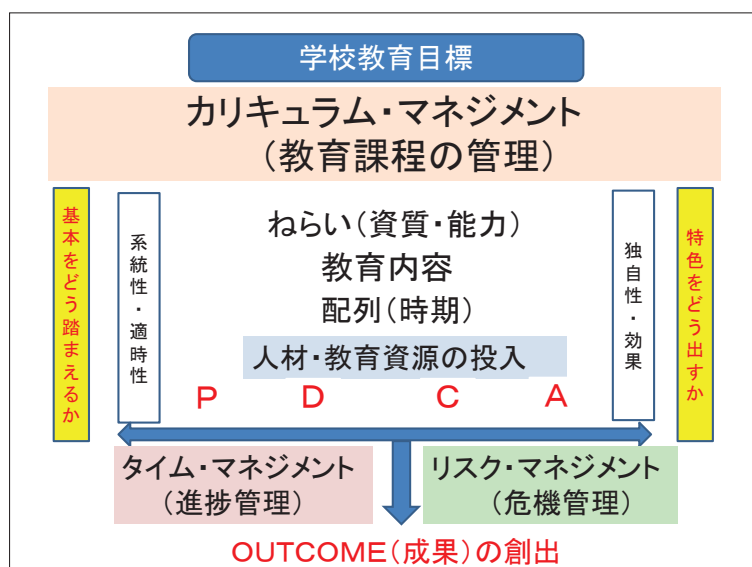 学校教育目標
カリキュラム・マネジメント
（教育課程の管理）
基本をどう踏まえるか
系統性・適時性
ねらい（資質・能力）
教育内容
配列（時期）
人材・教育資源の投入
P D C A
独自性・効果
特色をどう出すか
タイム・マネジメント
（進捗管理）
リスク・マネジメント
（危機管理）
OUTCOME（成果）の創出